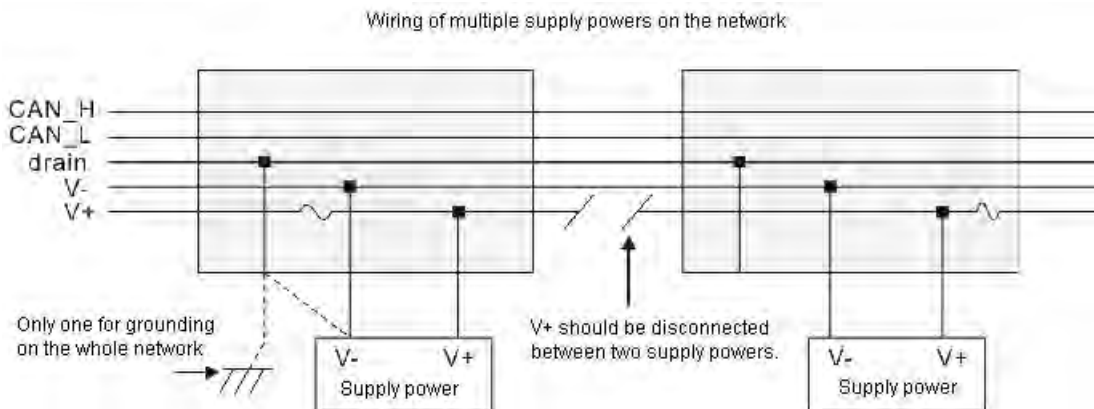 Wiring of multiple supply powers on the network
CAN_H
CAN_L
drain
V-
V+
Only one for grounding
on the whole network
V+ should be disconnected
between two supply powers.
V- V+
Supply power
V- V+
Supply power